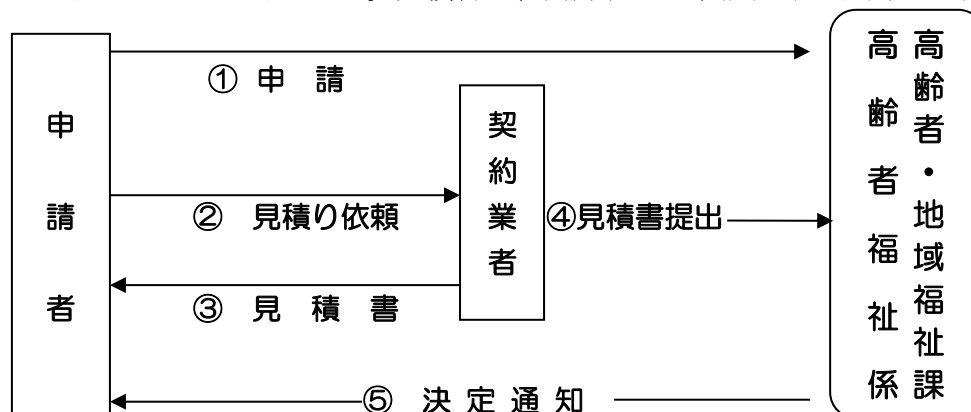 ① 申 請
申請者
契約業者
② 見積り依頼
④見積書提出
③ 見 積 書
⑤ 決 定 通 知
高齢者・地域福祉課
高齢者福祉係